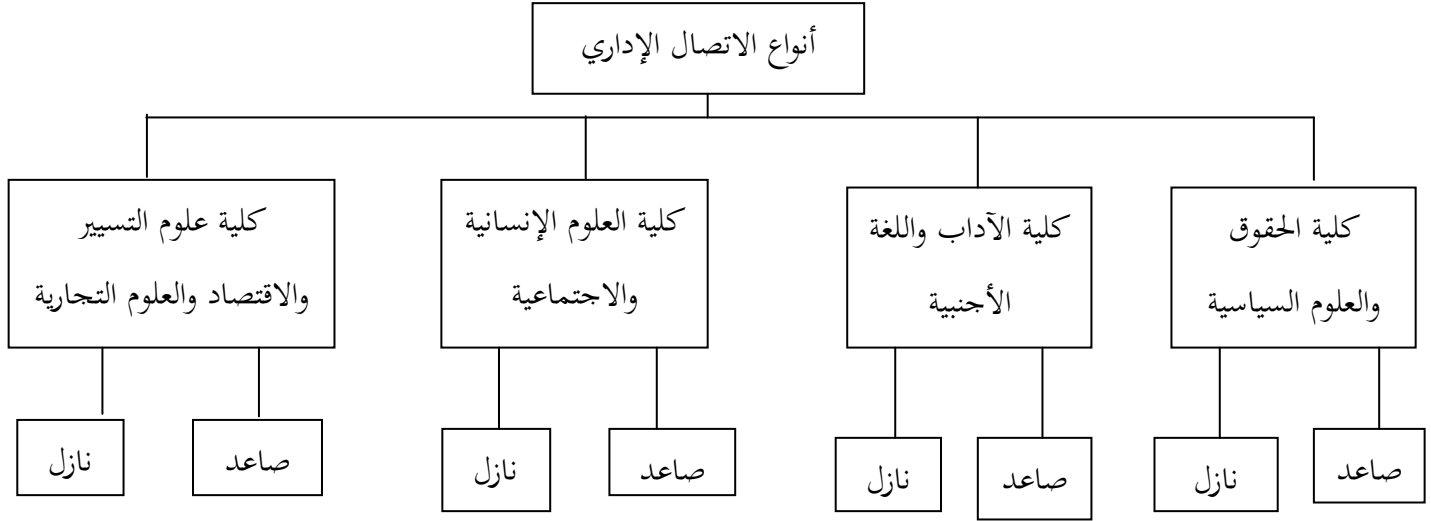 أنواع الاتصال الإداري
كلية الحقوق
والعلوم السياسية
كلية الآداب واللغة
الأجنبية
كلية العلوم الإنسانية
والاجتماعية
كلية علوم التسيير
والاقتصاد والعلوم التجارية
صاعد
نازل
صاعد
نازل
صاعد
نازل
صاعد
نازل